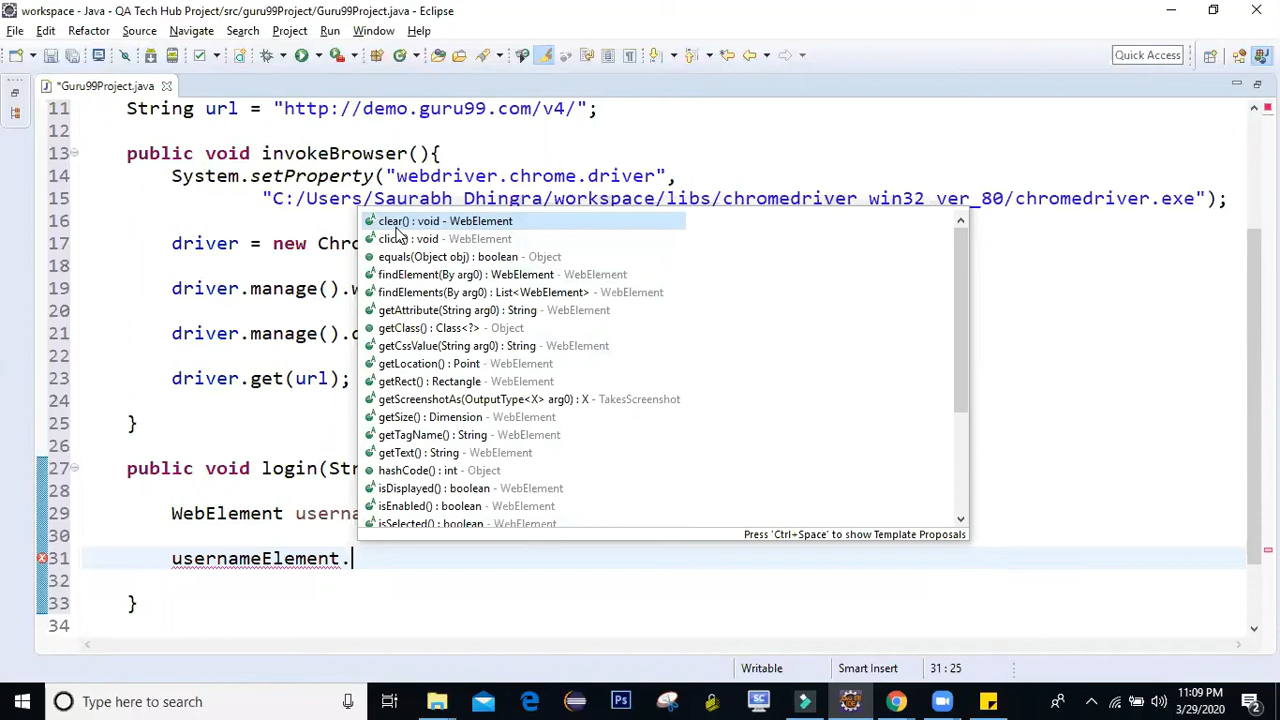 workspace - Java - QA Tech Hub Project/src/guru99Project/Guru99Project.java - Eclipse
File Edit Refactor Source Navigate Search Project Run Window Help
Quick Access
*Guru99Project.java
11 String url = "http://demo.guru99.com/v4/";
12
13 public void invokeBrowser(){
14 System.setProperty("webdriver.chrome.driver",
15 "C:/Users/Saurabh Dhingra/workspace/libs/chromedriver_win32_ver_80/chromedriver.exe");
16
17 driver = new Chro
18
19 driver.manage().w
20
21 driver.manage().d
22
23 driver.get(url);
24
25 }
26
27 public void login(Str
28
29 WebElement userna
30
31 usernameElement.
32
33 }
34
clear() : void - WebElement
click() : void - WebElement
equals(Object obj) : boolean - Object
findElement(By arg0) : WebElement - WebElement
findElements(By arg0) : List<WebElement> - WebElement
getAttribute(String arg0) : String - WebElement
getClass() : Class<?> - Object
getCssValue(String arg0) : String - WebElement
getLocation() : Point - WebElement
getRect() : Rectangle - WebElement
getScreenshotAs(OutputType<X> arg0) : X - TakesScreenshot
getSize() : Dimension - WebElement
getTagName() : String - WebElement
getText() : String - WebElement
hashCode() : int - Object
isDisplayed() : boolean - WebElement
isEnabled() : boolean - WebElement
isSelected() : boolean - WebElement
Press 'Ctrl+Space' to show Template Proposals
Writable Smart Insert 31 : 25
Type here to search
11:09 PM
3/29/2020